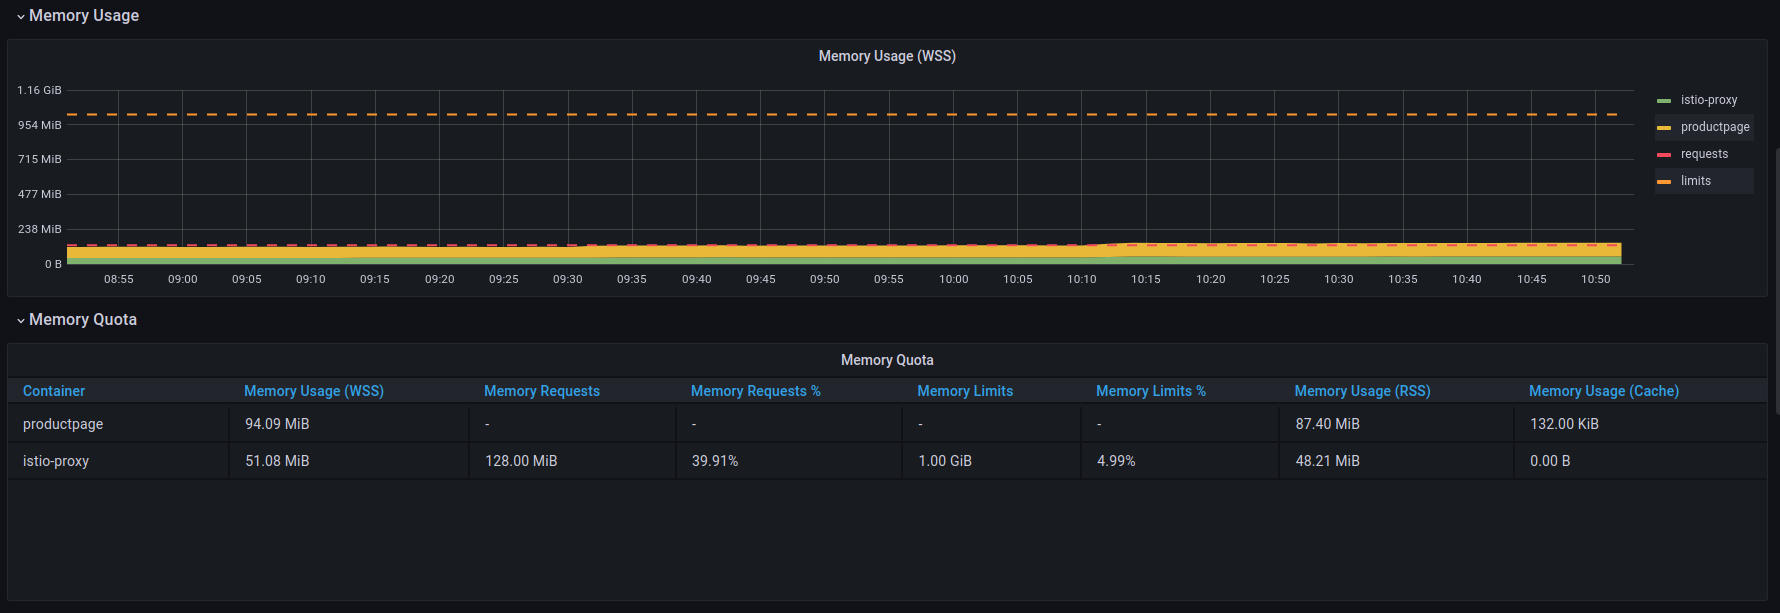 Memory Usage
Memory Usage (WSS)
1.16 GiB
954 MiB
715 MiB
477 MiB
238 MiB
0 B
08:55 09:00 09:05 09:10 09:15 09:20 09:25 09:30 09:35 09:40 09:45 09:50 09:55 10:00 10:05 10:10 10:15 10:20 10:25 10:30 10:35 10:40 10:45 10:50
istio-proxy
productpage
requests
limits
Memory Quota
Memory Quota
Container Memory Usage (WSS) Memory Requests Memory Requests % Memory Limits Memory Limits % Memory Usage (RSS) Memory Usage (Cache)
productpage 94.09 MiB - - - - 87.40 MiB 132.00 KiB
istio-proxy 51.08 MiB 128.00 MiB 39.91% 1.00 GiB 4.99% 48.21 MiB 0.00 B